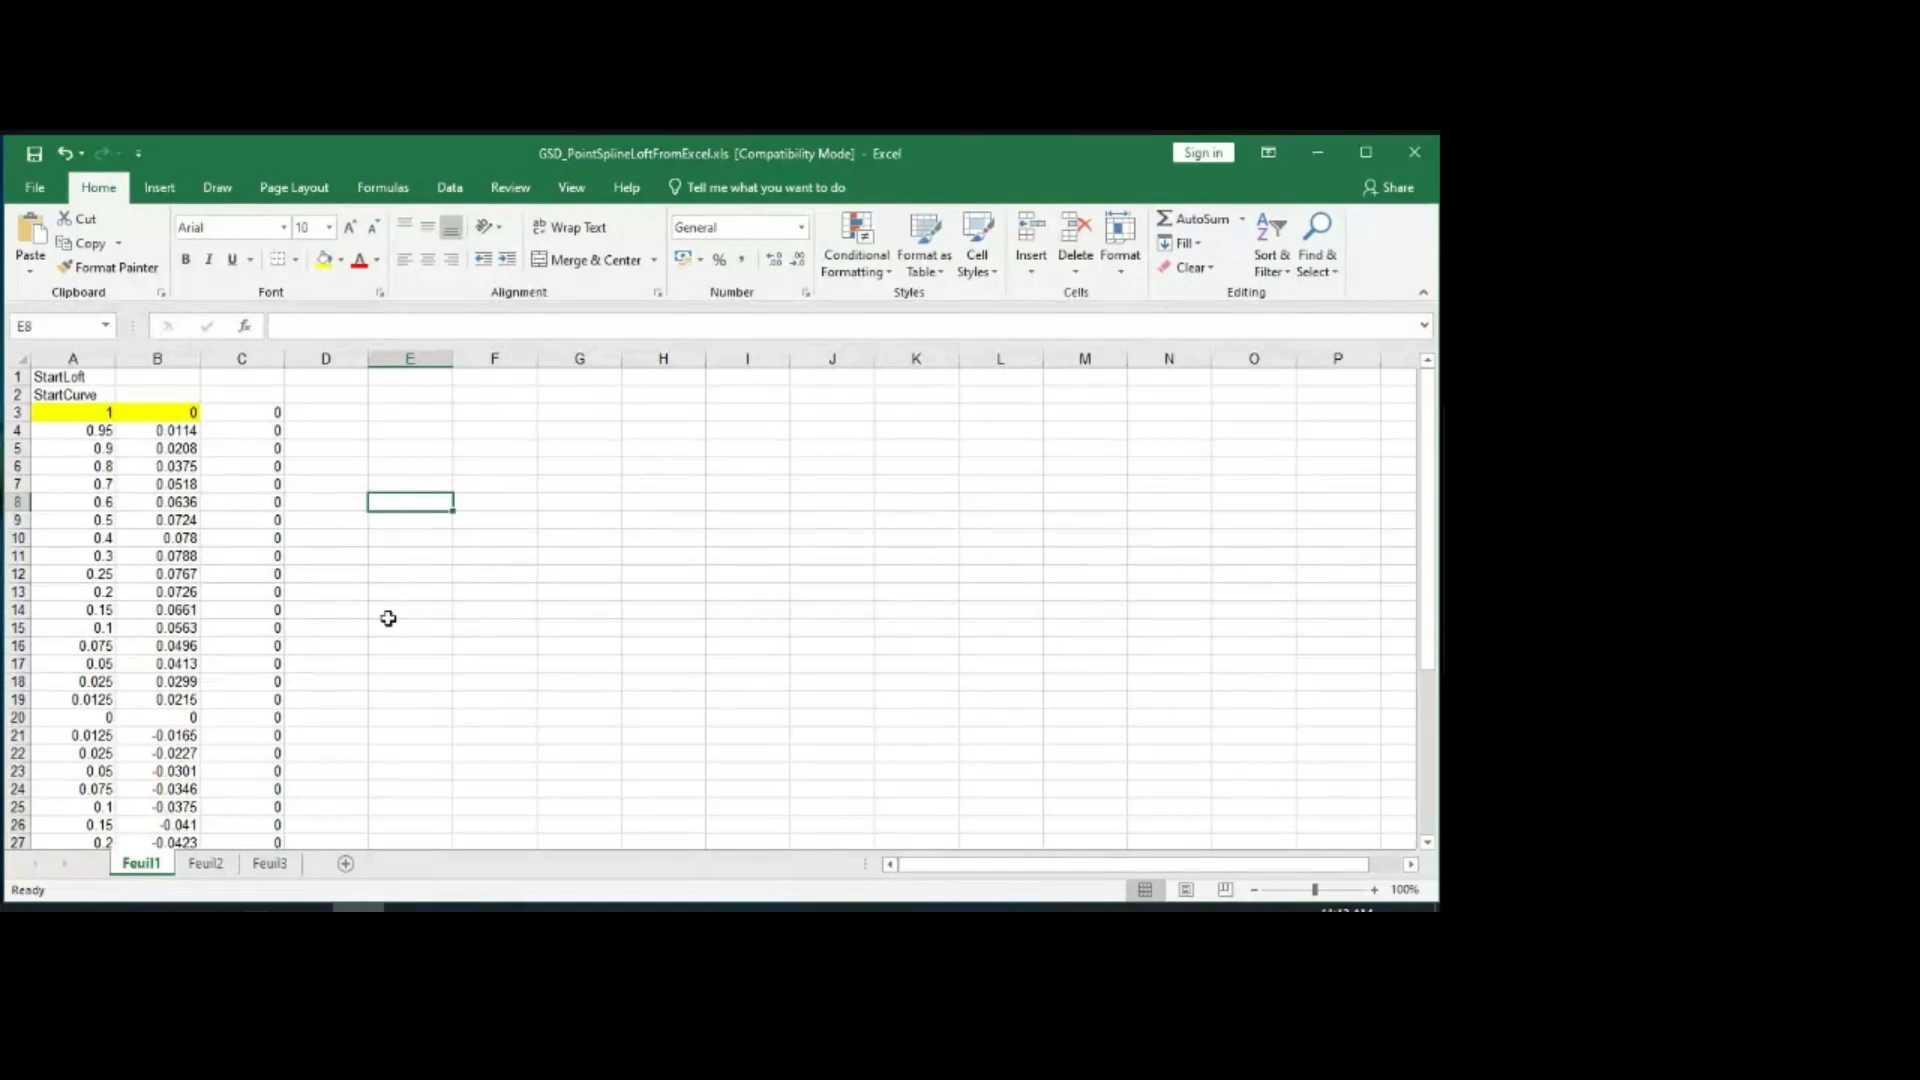 GSD_PointSplineLoftFromExcel.xls [Compatibility Mode] - Excel
Sign in
File Home Insert Draw Page Layout Formulas Data Review View Help Tell me what you want to do Share
Paste
Cut
Copy
Format Painter
Arial 10
B I U
Wrap Text
Merge & Center
General
Conditional Formatting
Format as Table
Cell Styles
Insert Delete Format
AutoSum
Fill
Clear
Sort & Filter
Find & Select
Clipboard Font Alignment Number Styles Cells Editing
E8 fx
A B C D E F G H I J K L M N O P
1 StartLoft
2 StartCurve
3 1 0 0
4 0.95 0.0114 0
5 0.9 0.0208 0
6 0.8 0.0375 0
7 0.7 0.0518 0
8 0.6 0.0636 0
9 0.5 0.0724 0
10 0.4 0.078 0
11 0.3 0.0788 0
12 0.25 0.0767 0
13 0.2 0.0726 0
14 0.15 0.0661 0
15 0.1 0.0563 0
16 0.075 0.0496 0
17 0.05 0.0413 0
18 0.025 0.0299 0
19 0.0125 0.0215 0
20 0 0 0
21 0.0125 -0.0165 0
22 0.025 -0.0227 0
23 0.05 -0.0301 0
24 0.075 -0.0346 0
25 0.1 -0.0375 0
26 0.15 -0.041 0
27 0.2 -0.0423 0
Feuil1 Feuil2 Feuil3
Ready 100%